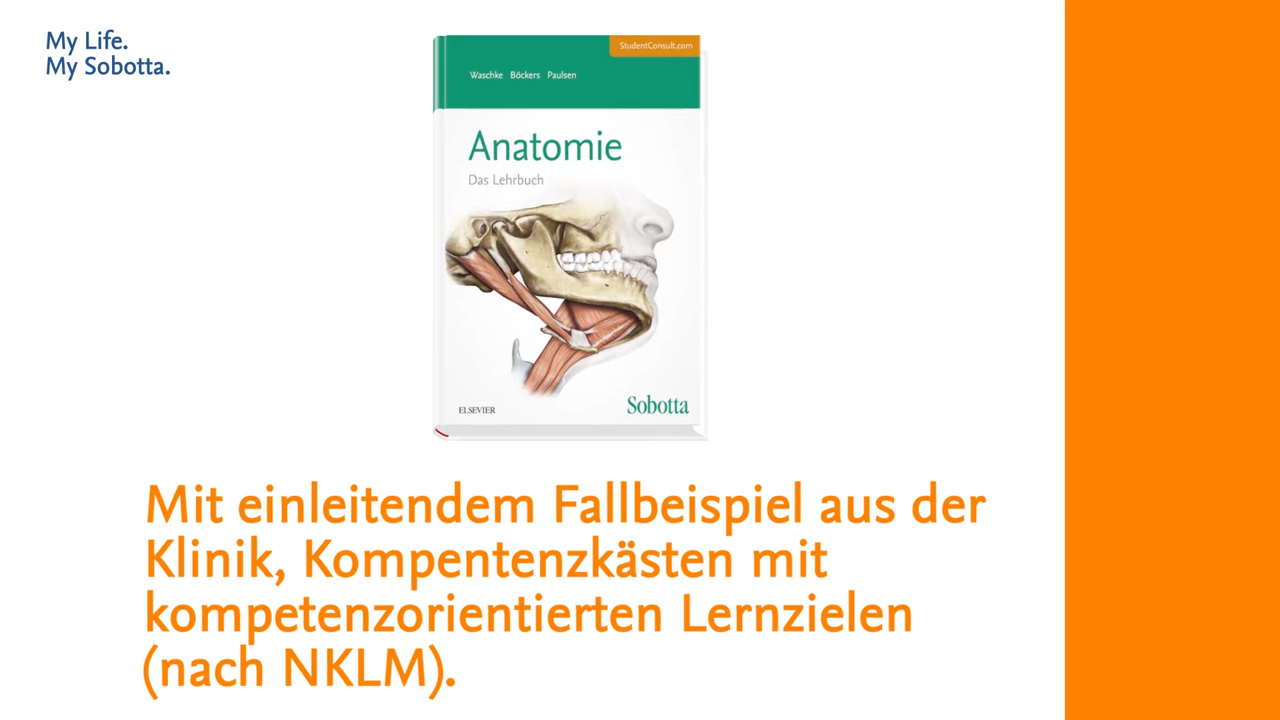 My Life.
My Sobotta.
StudentConsult.com
Waschke Böckers Paulsen
Anatomie
Das Lehrbuch
ELSEVIER
Sobotta
Mit einleitendem Fallbeispiel aus der
Klinik, Kompentenzkästen mit
kompetenzorientierten Lernzielen
(nach NKLM).